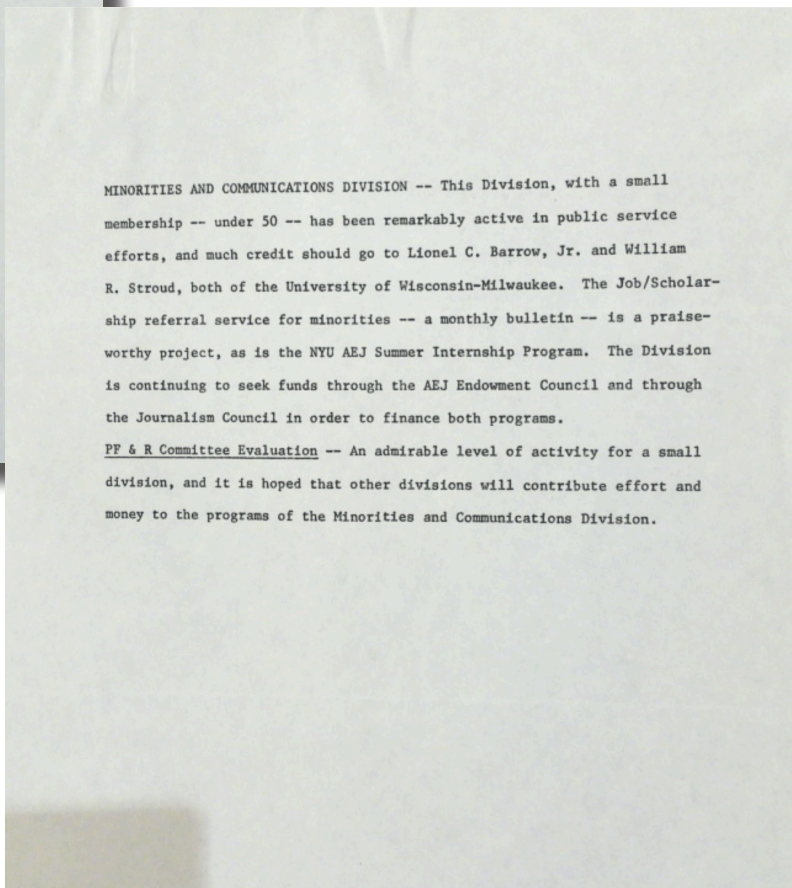 MINORITIES AND COMMUNICATIONS DIVISION -- This Division, with a small
membership -- under 50 -- has been remarkably active in public service
efforts, and much credit should go to Lionel C. Barrow, Jr. and William
R. Stroud, both of the University of Wisconsin-Milwaukee. The Job/Scholar-
ship referral service for minorities -- a monthly bulletin -- is a praise-
worthy project, as is the NYU AEJ Summer Internship Program. The Division
is continuing to seek funds through the AEJ Endowment Council and through
the Journalism Council in order to finance both programs.
PF & R Committee Evaluation -- An admirable level of activity for a small
division, and it is hoped that other divisions will contribute effort and
money to the programs of the Minorities and Communications Division.